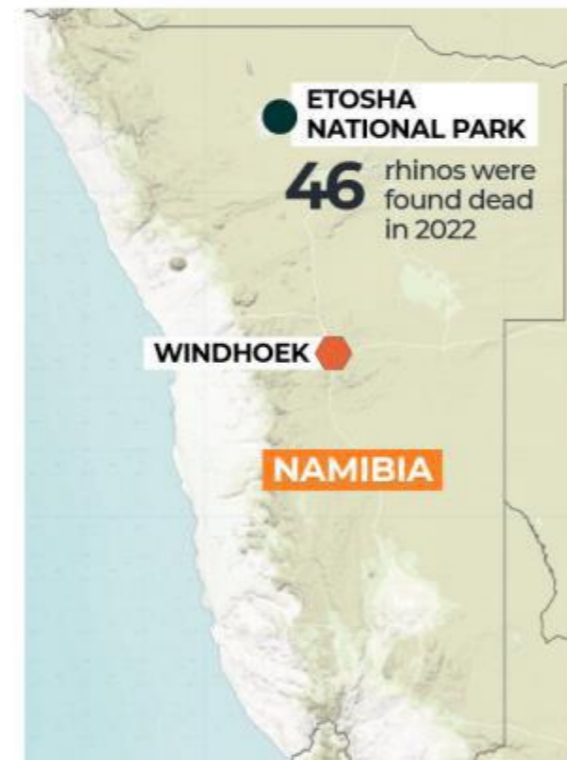 ETOSHA
NATIONAL PARK
46
rhinos were
found dead
in 2022
WINDHOEK
NAMIBIA